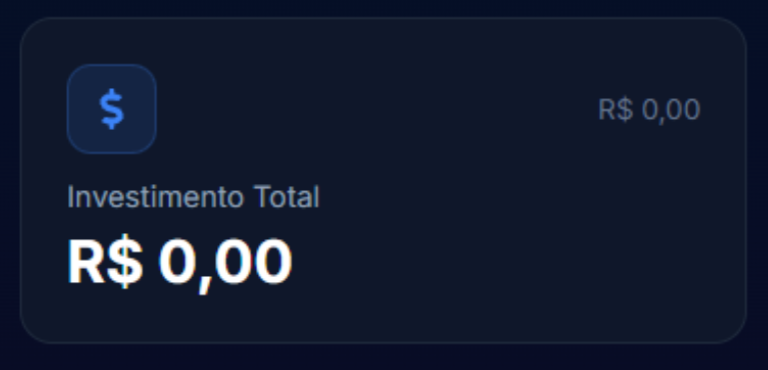 $
R$ 0,00
Investimento Total
R$ 0,00